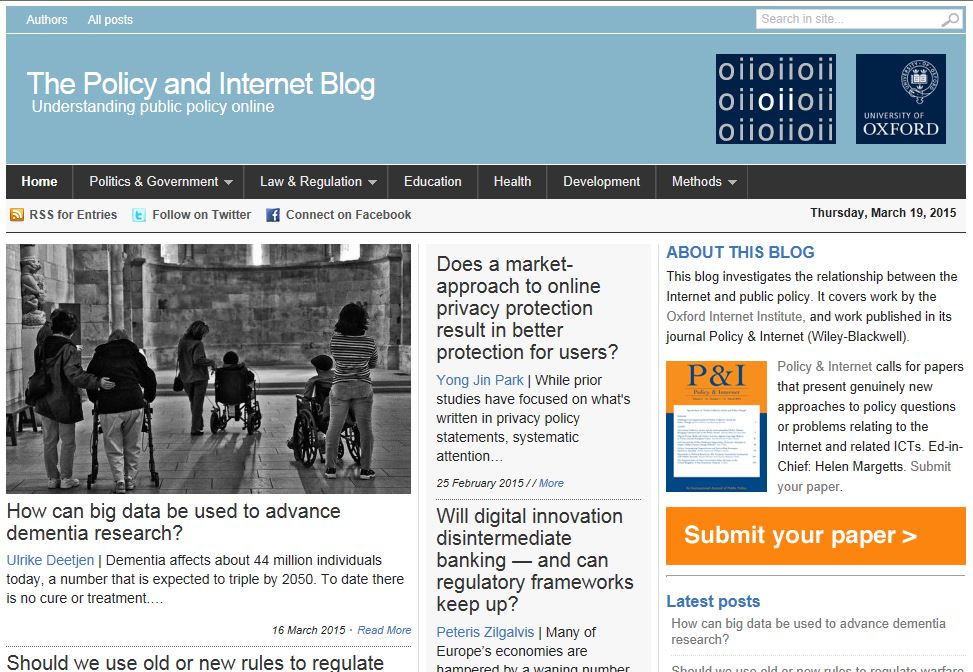 Authors All posts
Search in site...
The Policy and Internet Blog
Understanding public policy online
oiioiioii
oiioiioii
oiioiioii
UNIVERSITY OF
OXFORD
Home Politics & Government Law & Regulation Education Health Development Methods
RSS for Entries Follow on Twitter Connect on Facebook
Thursday, March 19, 2015
How can big data be used to advance
dementia research?
Ulrike Deetjen | Dementia affects about 44 million individuals
today, a number that is expected to triple by 2050. To date there
is no cure or treatment.…
16 March 2015 · Read More
Should we use old or new rules to regulate
Does a market-
approach to online
privacy protection
result in better
protection for users?
Yong Jin Park | While prior
studies have focused on what's
written in privacy policy
statements, systematic
attention…
25 February 2015 // More
Will digital innovation
disintermediate
banking — and can
regulatory frameworks
keep up?
Peteris Zilgalvis | Many of
Europe's economies are
hampered by a waning number
ABOUT THIS BLOG
This blog investigates the relationship between the
Internet and public policy. It covers work by the
Oxford Internet Institute, and work published in its
journal Policy & Internet (Wiley-Blackwell).
P&I
Policy & Internet
Policy & Internet calls for papers
that present genuinely new
approaches to policy questions
or problems relating to the
Internet and related ICTs. Ed-in-
Chief: Helen Margetts. Submit
your paper.
Submit your paper >
Latest posts
How can big data be used to advance dementia
research?
Should we use old or new rules to regulate warfare